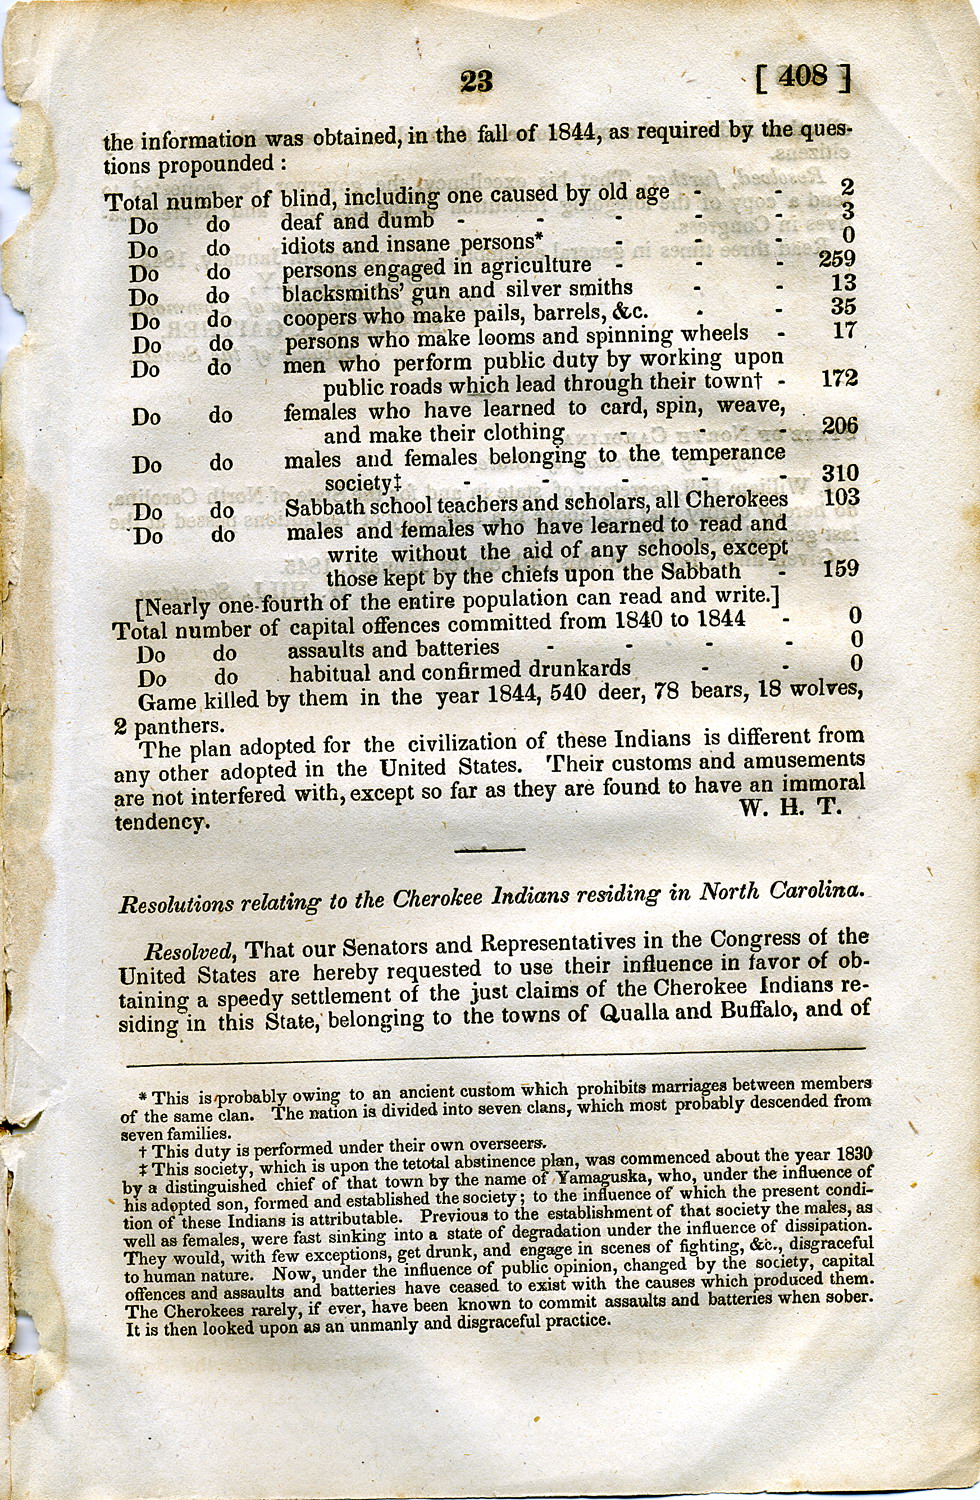 23 [ 408 ]
the information was obtained, in the fall of 1844, as required by the ques-
tions propounded :
Total number of blind, including one caused by old age - - 2
Do do deaf and dumb - - - - - 3
Do do idiots and insane persons* - - - 0
Do do persons engaged in agriculture - - - 259
Do do blacksmiths' gun and silver smiths - - 13
Do do coopers who make pails, barrels, &c. - - 35
Do do persons who make looms and spinning wheels - 17
Do do men who perform public duty by working upon
public roads which lead through their town† - 172
Do do females who have learned to card, spin, weave,
and make their clothing - - - 206
Do do males and females belonging to the temperance
society‡ - - - - - 310
Do do Sabbath school teachers and scholars, all Cherokees 103
Do do males and females who have learned to read and
write without the aid of any schools, except
those kept by the chiefs upon the Sabbath - 159
[Nearly one-fourth of the entire population can read and write.]
Total number of capital offences committed from 1840 to 1844 - 0
Do do assaults and batteries - - - - 0
Do do habitual and confirmed drunkards - - 0
Game killed by them in the year 1844, 540 deer, 78 bears, 18 wolves,
2 panthers.
The plan adopted for the civilization of these Indians is different from
any other adopted in the United States. Their customs and amusements
are not interfered with, except so far as they are found to have an immoral
tendency. W. H. T.
Resolutions relating to the Cherokee Indians residing in North Carolina.
Resolved, That our Senators and Representatives in the Congress of the
United States are hereby requested to use their influence in favor of ob-
taining a speedy settlement of the just claims of the Cherokee Indians re-
siding in this State, belonging to the towns of Qualla and Buffalo, and of
* This is probably owing to an ancient custom which prohibits marriages between members
of the same clan. The nation is divided into seven clans, which most probably descended from
seven families.
† This duty is performed under their own overseers.
‡ This society, which is upon the tetotal abstinence plan, was commenced about the year 1830
by a distinguished chief of that town by the name of Yamaguska, who, under the influence of
his adopted son, formed and established the society; to the influence of which the present condi-
tion of these Indians is attributable. Previous to the establishment of that society the males, as
well as females, were fast sinking into a state of degradation under the influence of dissipation.
They would, with few exceptions, get drunk, and engage in scenes of fighting, &c., disgraceful
to human nature. Now, under the influence of public opinion, changed by the society, capital
offences and assaults and batteries have ceased to exist with the causes which produced them.
The Cherokees rarely, if ever, have been known to commit assaults and batteries when sober.
It is then looked upon as an unmanly and disgraceful practice.